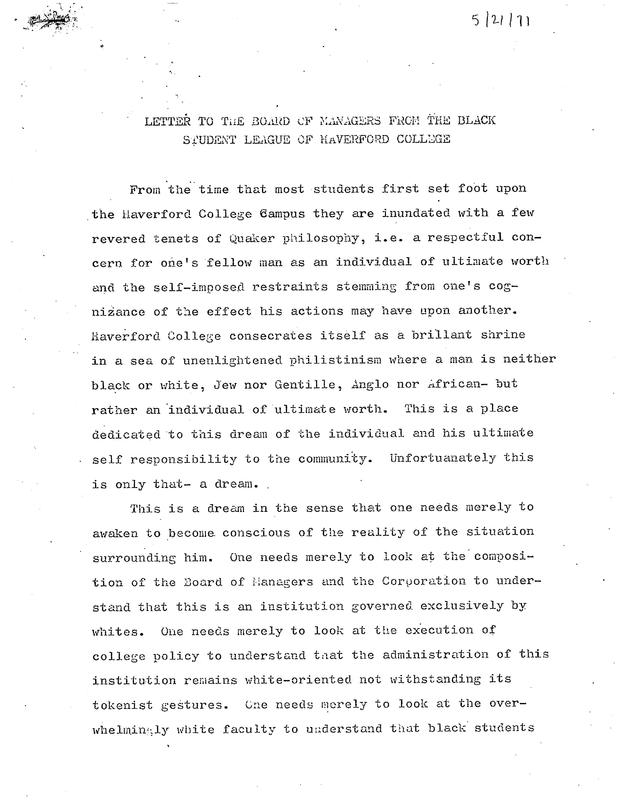 5/21/71
LETTER TO THE BOARD OF MANAGERS FROM THE BLACK
STUDENT LEAGUE OF HAVERFORD COLLEGE
From the time that most students first set foot upon
the Haverford College Campus they are inundated with a few
revered tenets of Quaker philosophy, i.e. a respectful con-
cern for one's fellow man as an individual of ultimate worth
and the self-imposed restraints stemming from one's cog-
nizance of the effect his actions may have upon another.
Haverford College consecrates itself as a brillant shrine
in a sea of unenlightened philistinism where a man is neither
black or white, Jew nor Gentille, Anglo nor African- but
rather an individual of ultimate worth. This is a place
dedicated to this dream of the individual and his ultimate
self responsibility to the community. Unfortuanately this
is only that- a dream.
This is a dream in the sense that one needs merely to
awaken to become conscious of the reality of the situation
surrounding him. One needs merely to look at the composi-
tion of the Board of Managers and the Corporation to under-
stand that this is an institution governed exclusively by
whites. One needs merely to look at the execution of
college policy to understand that the administration of this
institution remains white-oriented not withstanding its
tokenist gestures. One needs merely to look at the over-
whelmingly white faculty to understand that black students